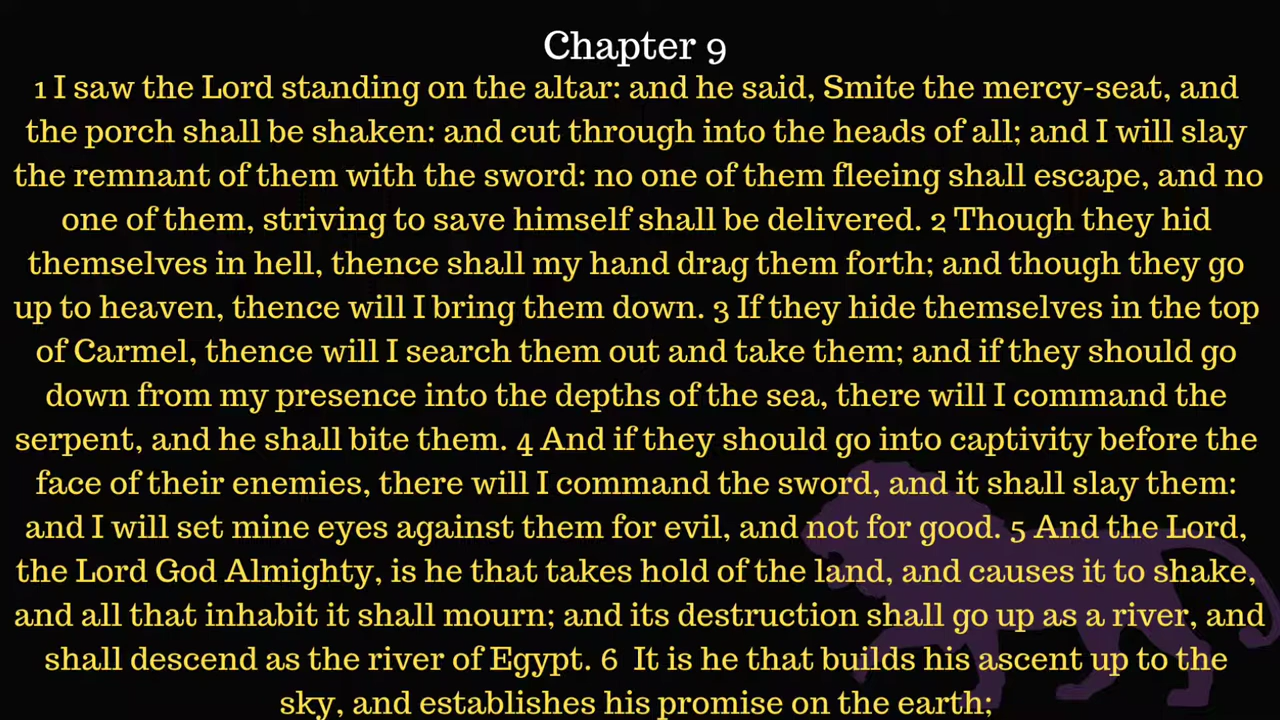 Chapter 9
1 I saw the Lord standing on the altar: and he said, Smite the mercy-seat, and
the porch shall be shaken: and cut through into the heads of all; and I will slay
the remnant of them with the sword: no one of them fleeing shall escape, and no
one of them, striving to save himself shall be delivered. 2 Though they hid
themselves in hell, thence shall my hand drag them forth; and though they go
up to heaven, thence will I bring them down. 3 If they hide themselves in the top
of Carmel, thence will I search them out and take them; and if they should go
down from my presence into the depths of the sea, there will I command the
serpent, and he shall bite them. 4 And if they should go into captivity before the
face of their enemies, there will I command the sword, and it shall slay them:
and I will set mine eyes against them for evil, and not for good. 5 And the Lord,
the Lord God Almighty, is he that takes hold of the land, and causes it to shake,
and all that inhabit it shall mourn; and its destruction shall go up as a river, and
shall descend as the river of Egypt. 6 It is he that builds his ascent up to the
sky, and establishes his promise on the earth;